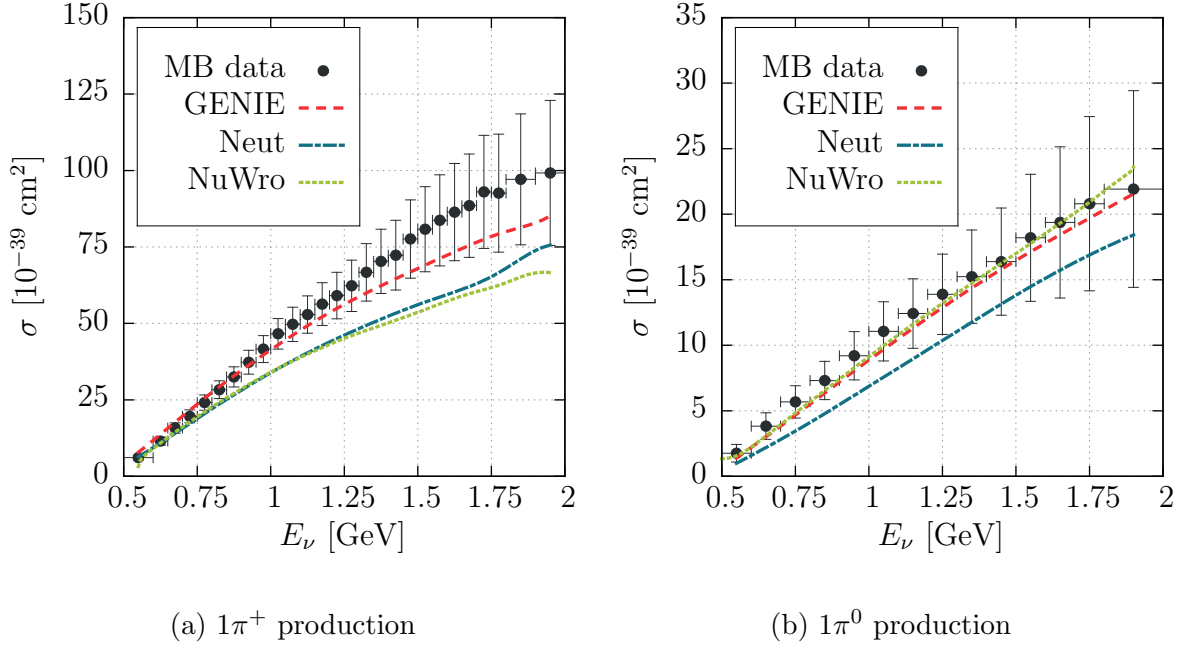 150
125
100
75
50
25
0
σ [10⁻³⁹ cm²]
MB data
GENIE
Neut
NuWro
0.5 0.75 1 1.25 1.5 1.75 2
E_ν [GeV]
(a) 1π⁺ production
35
30
25
20
15
10
5
0
σ [10⁻³⁹ cm²]
MB data
GENIE
Neut
NuWro
0.5 0.75 1 1.25 1.5 1.75 2
E_ν [GeV]
(b) 1π⁰ production